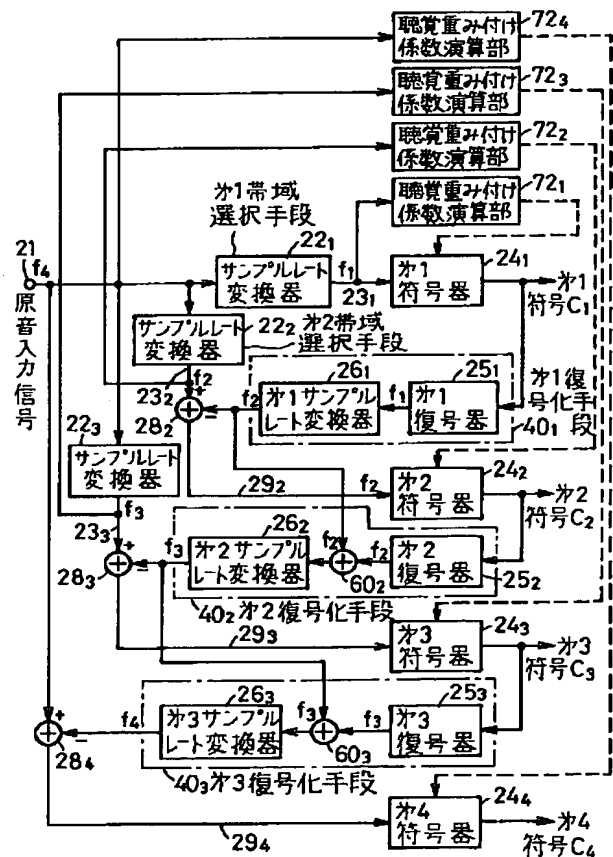 聴覚重み付け
係数演算部
72₄
聴覚重み付け
係数演算部
72₃
聴覚重み付け
係数演算部
72₂
聴覚重み付け
係数演算部
72₁
才1帯域
選択手段
22₁
21
f₄
原音入力信号
サンプルレート
変換器
f₁
23₁
才1
符号器
24₁
才1
符号C₁
サンプルレート
変換器
22₂
才2帯域
選択手段
23₂
f₂
+
−
28₂
f₂
26₁
才1サンプル
レート変換器
f₁
25₁
才1
復号器
才1復号化手段
40₁
22₃
サンプルレート
変換器
f₃
29₂
f₂
24₂
才2
符号器
才2
符号C₂
23₃
+
−
28₃
f₃
26₂
才2サンプル
レート変換器
f₂
60₂
f₂
才2
復号器
25₂
40₂才2復号化手段
29₃
24₃
才3
符号器
才3
符号C₃
+
−
28₄
f₄
26₃
才3サンプル
レート変換器
f₃
60₃
f₃
25₃
才3
復号器
40₃才3復号化手段
29₄
才4
符号器
24₄
才4
符号C₄